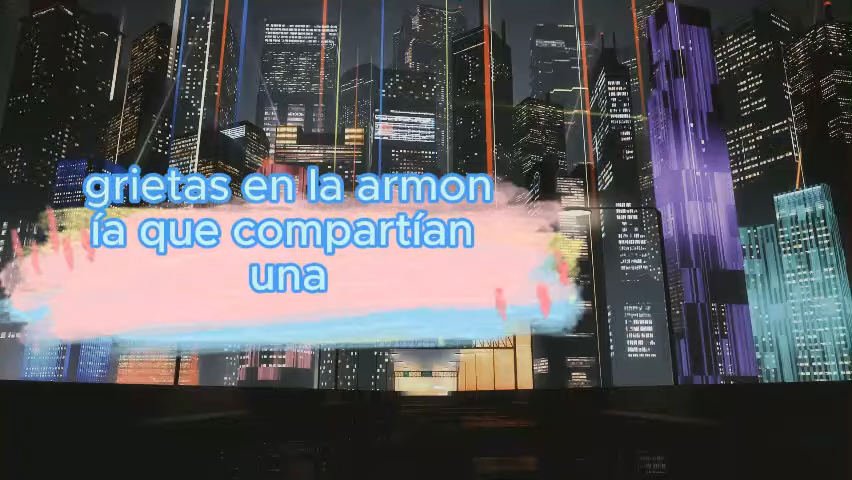 grietas en la armon
ía que compartían
una